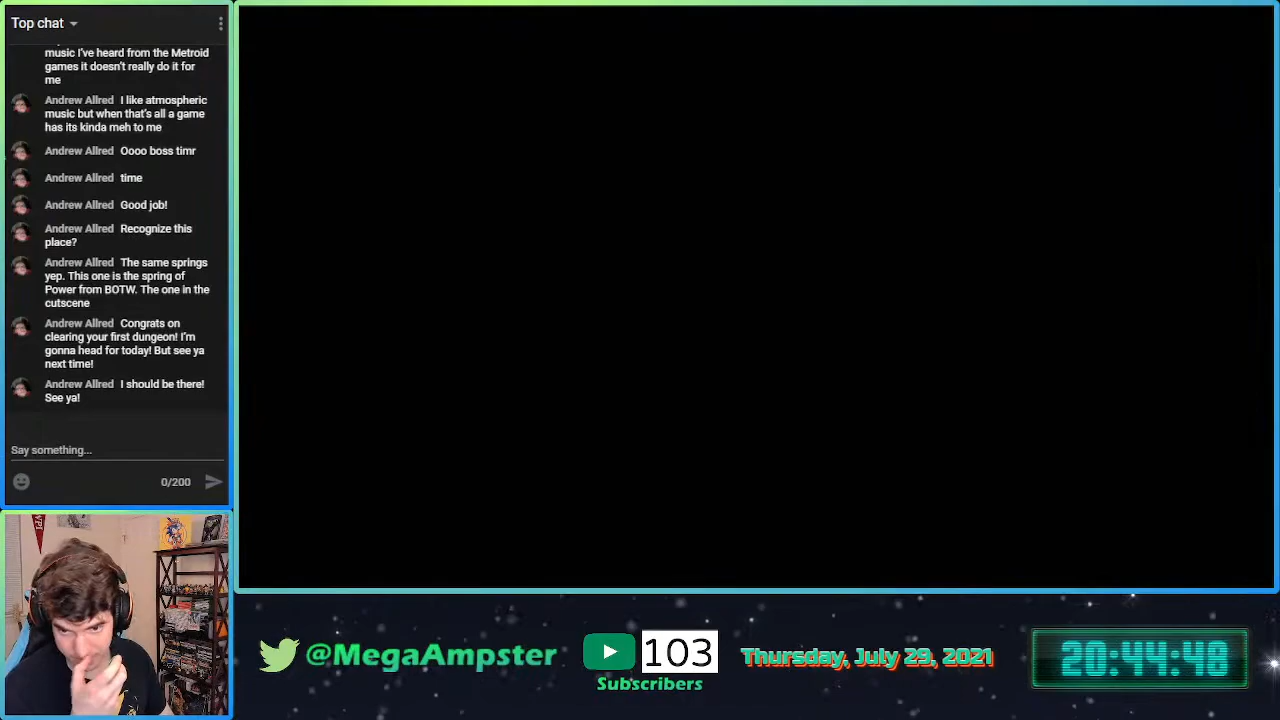 Top chat
music I've heard from the Metroid
games it doesn't really do it for
me
Andrew Allred I like atmospheric
music but when that's all a game
has its kinda meh to me
Andrew Allred Oooo boss timr
Andrew Allred time
Andrew Allred Good job!
Andrew Allred Recognize this
place?
Andrew Allred The same springs
yep. This one is the spring of
Power from BOTW. The one in the
cutscene
Andrew Allred Congrats on
clearing your first dungeon! I'm
gonna head for today! But see ya
next time!
Andrew Allred I should be there!
See ya!
Say something...
0/200
@MegaAmpster
103
Subscribers
Thursday, July 29, 2021
20:44:48